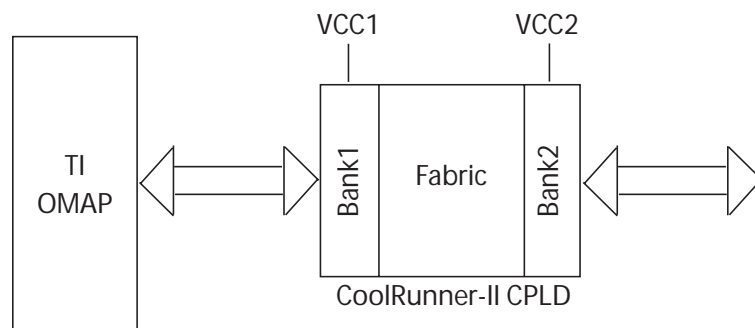 VCC1
VCC2
TI
OMAP
Bank1
Fabric
Bank2
CoolRunner-II CPLD